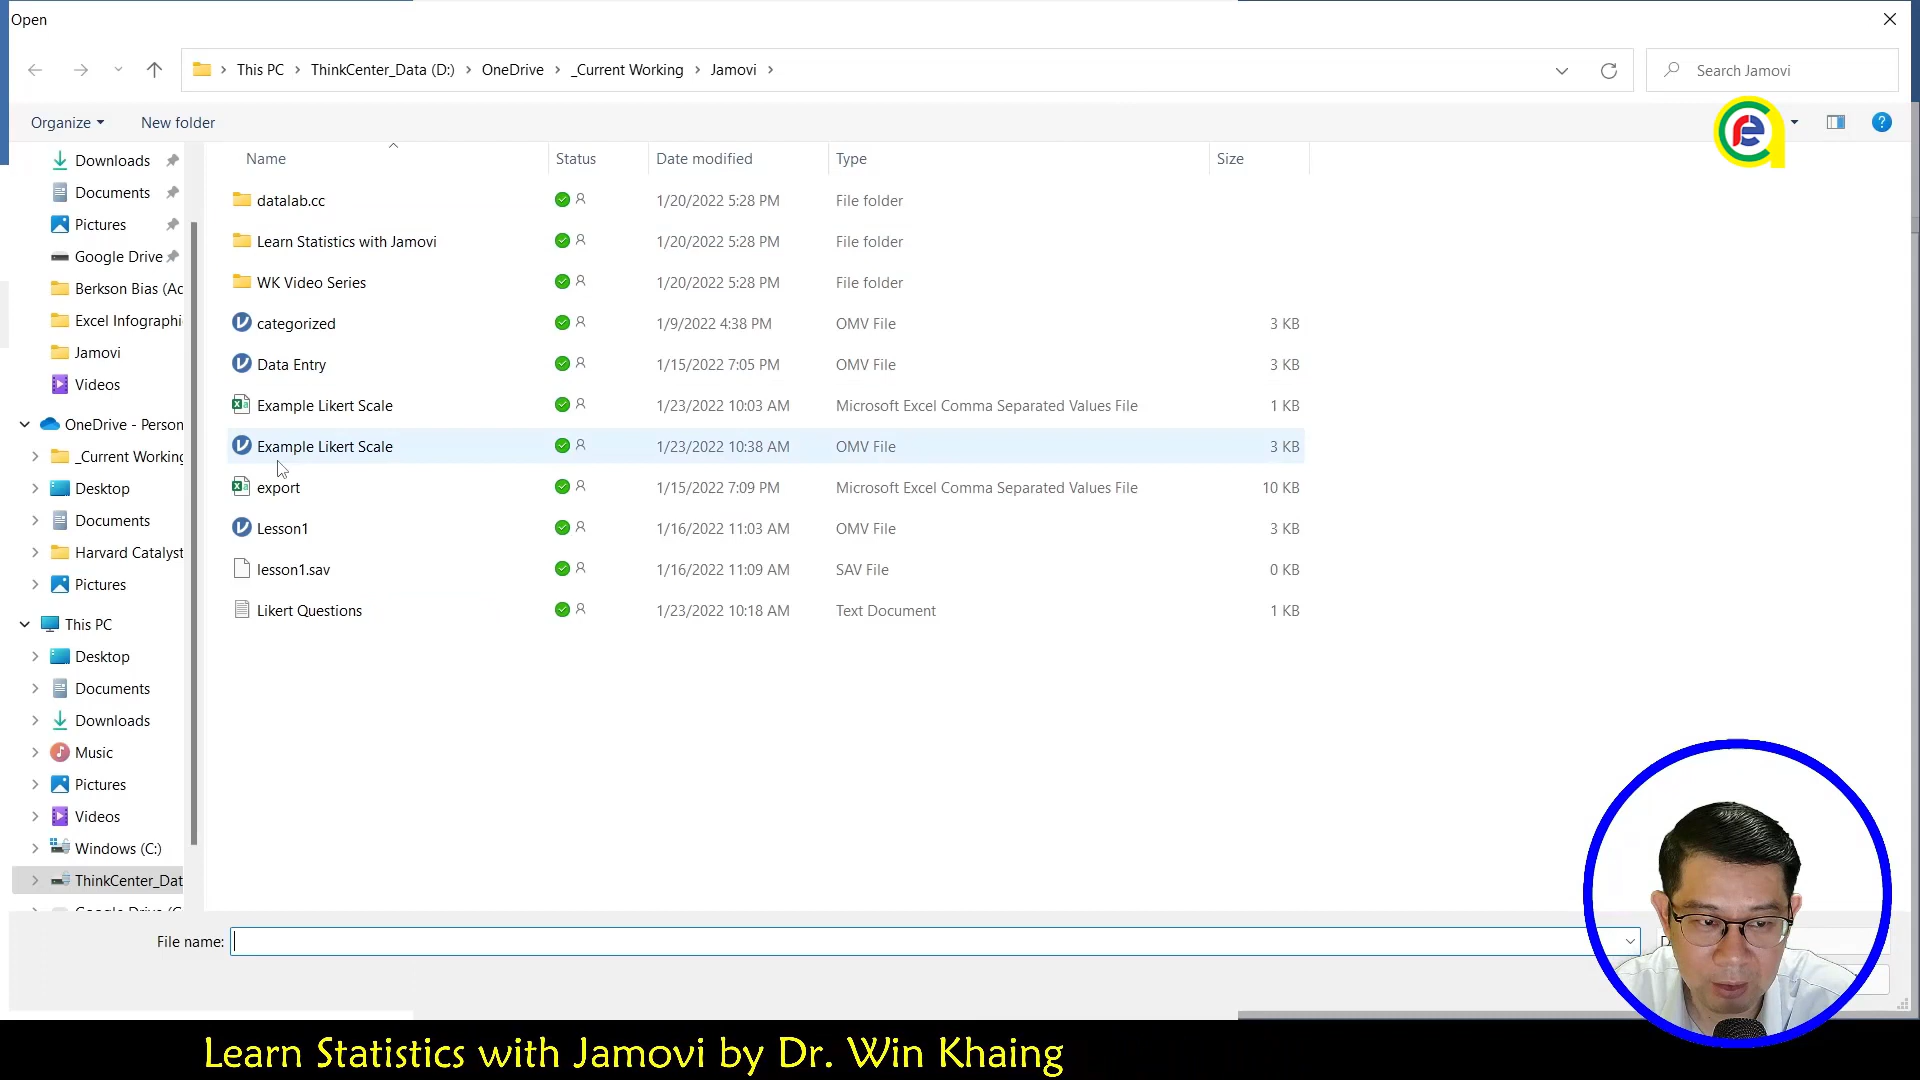 Open
This PC > ThinkCenter_Data (D:) > OneDrive > _Current Working > Jamovi >
Search Jamovi
Organize
New folder
Name Status Date modified Type Size
datalab.cc 1/20/2022 5:28 PM File folder
Learn Statistics with Jamovi 1/20/2022 5:28 PM File folder
WK Video Series 1/20/2022 5:28 PM File folder
categorized 1/9/2022 4:38 PM OMV File 3 KB
Data Entry 1/15/2022 7:05 PM OMV File 3 KB
Example Likert Scale 1/23/2022 10:03 AM Microsoft Excel Comma Separated Values File 1 KB
Example Likert Scale 1/23/2022 10:38 AM OMV File 3 KB
export 1/15/2022 7:09 PM Microsoft Excel Comma Separated Values File 10 KB
Lesson1 1/16/2022 11:03 AM OMV File 3 KB
lesson1.sav 1/16/2022 11:09 AM SAV File 0 KB
Likert Questions 1/23/2022 10:18 AM Text Document 1 KB
Downloads
Documents
Pictures
Google Drive
Berkson Bias (Ac
Excel Infographi
Jamovi
Videos
OneDrive - Person
_Current Working
Desktop
Documents
Harvard Catalyst
Pictures
This PC
Desktop
Documents
Downloads
Music
Pictures
Videos
Windows (C:)
ThinkCenter_Dat
File name:
Learn Statistics with Jamovi by Dr. Win Khaing